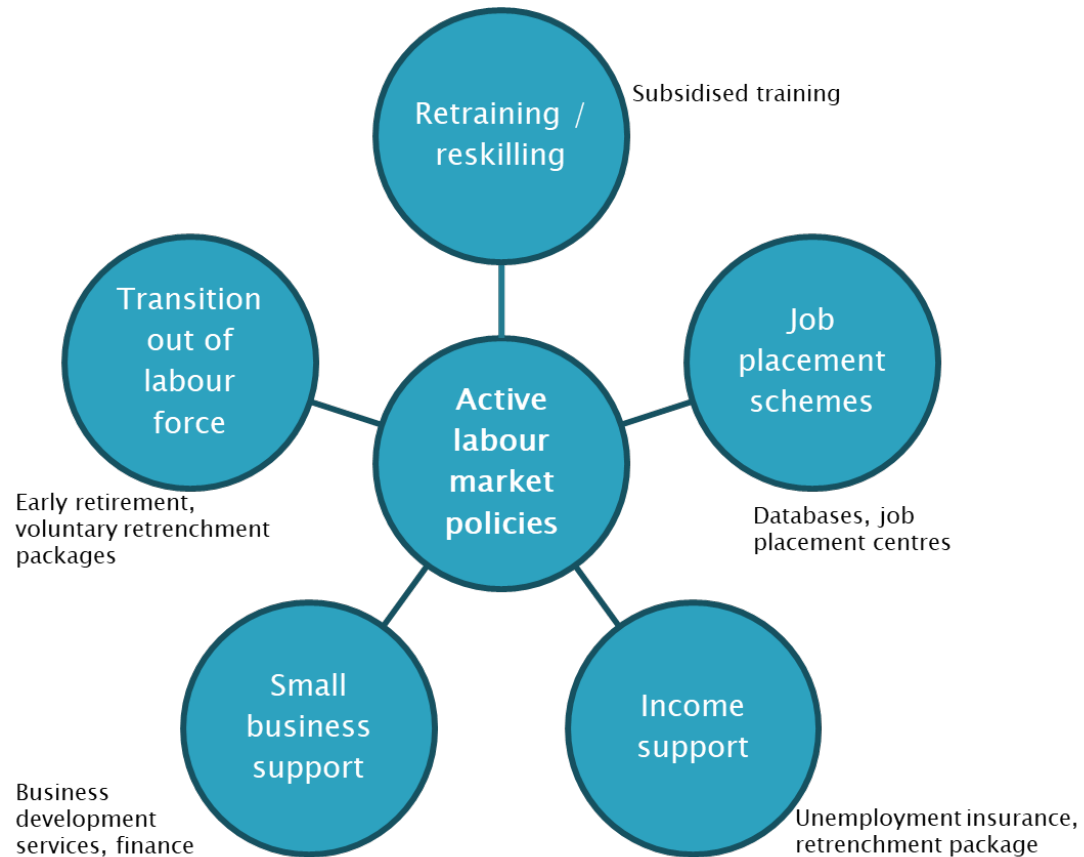 Retraining /
reskilling
Subsidised training
Transition
out of
labour
force
Early retirement,
voluntary retrenchment
packages
Active
labour
market
policies
Job
placement
schemes
Databases, job
placement centres
Small
business
support
Business
development
services, finance
Income
support
Unemployment insurance,
retrenchment package